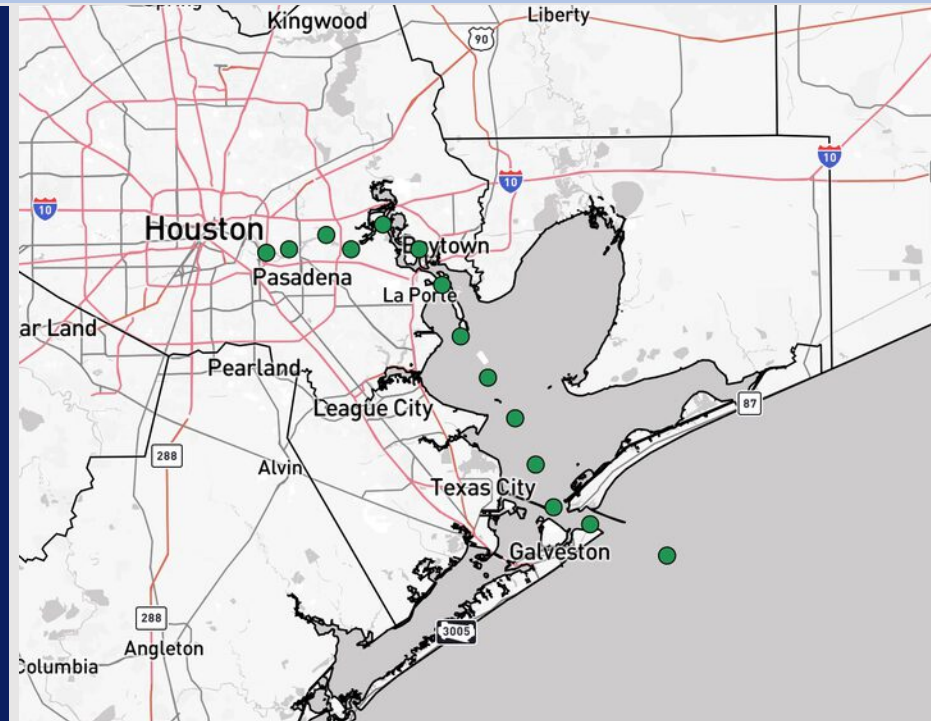 Spring
Kingwood
Liberty
90
10
10
10
Houston
Baytown
Pasadena
La Porte
ar Land
Pearland
League City
87
288
Alvin
Texas City
Galveston
288
3005
Angleton
Columbia